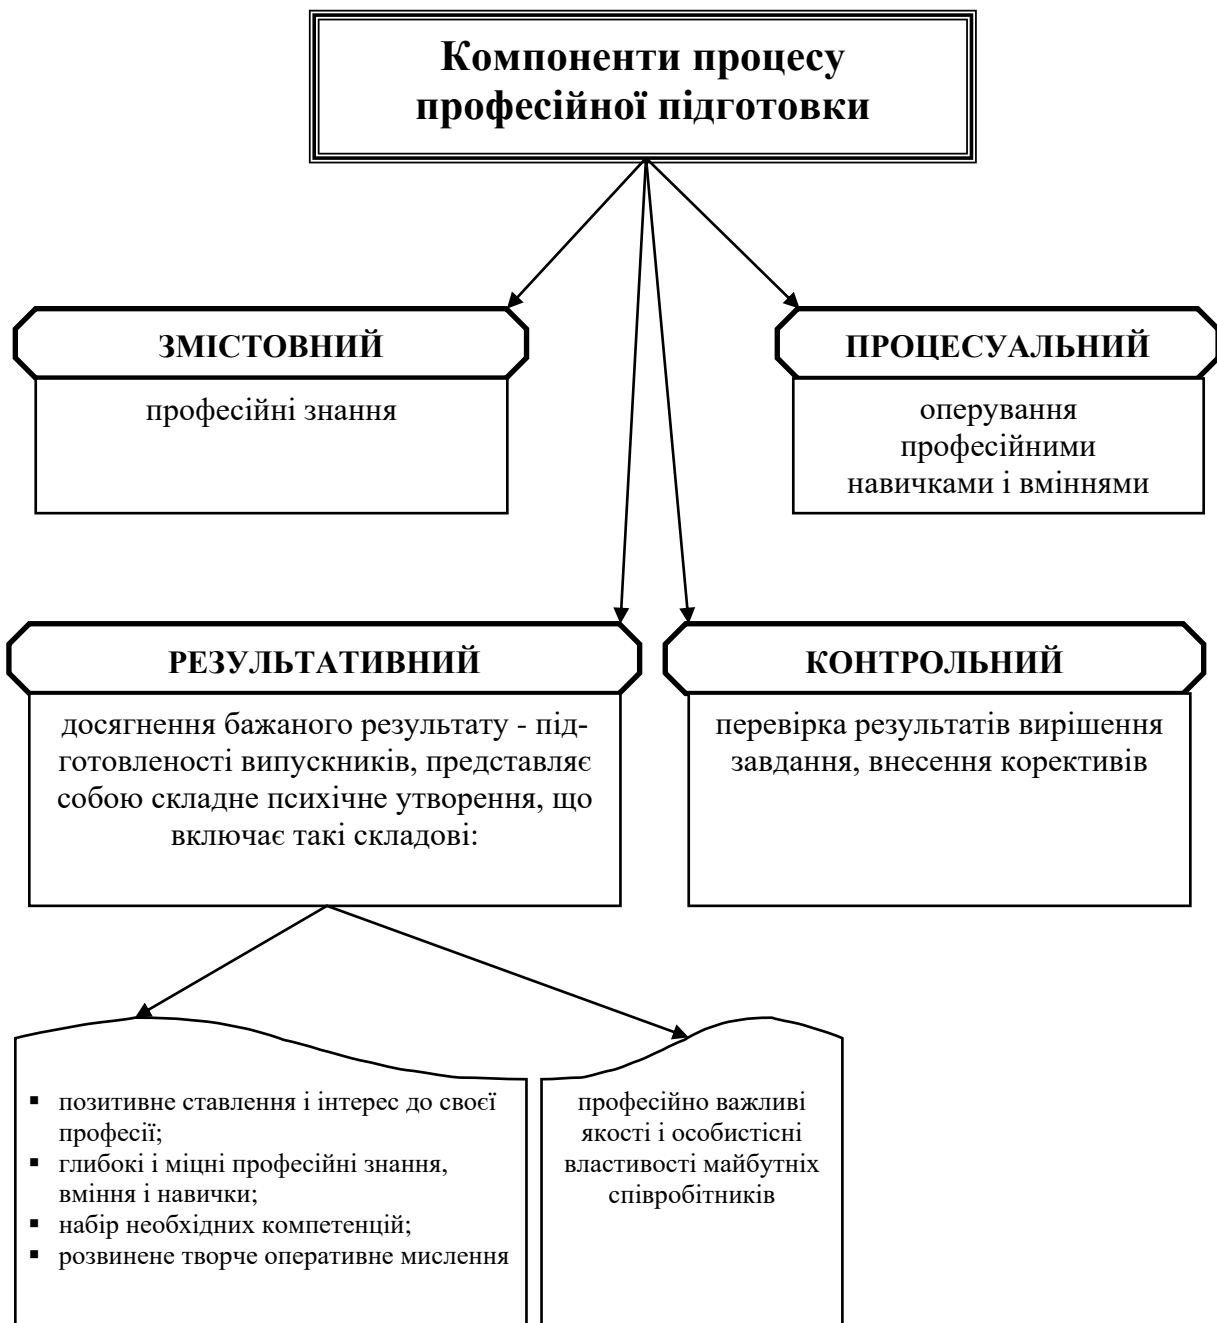 Компоненти процесу
професійної підготовки
ЗМІСТОВНИЙ
професійні знання
ПРОЦЕСУАЛЬНИЙ
оперування
професійними
навичками і вміннями
РЕЗУЛЬТАТИВНИЙ
досягнення бажаного результату - під-
готовленості випускників, представляє
собою складне психічне утворення, що
включає такі складові:
КОНТРОЛЬНИЙ
перевірка результатів вирішення
завдання, внесення корективів
▪ позитивне ставлення і інтерес до своєї
професії;
▪ глибокі і міцні професійні знання,
вміння і навички;
▪ набір необхідних компетенцій;
▪ розвинене творче оперативне мислення
професійно важливі
якості і особистісні
властивості майбутніх
співробітників